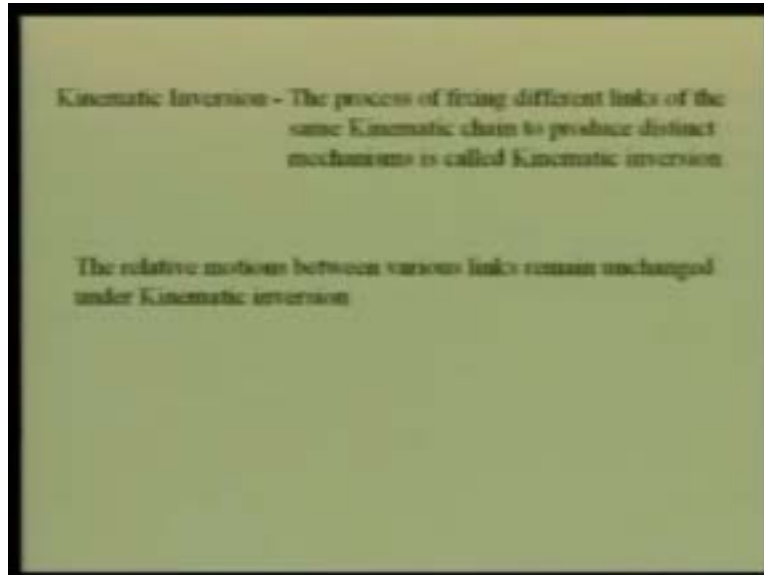 Kinematic Inversion - The process of fixing different links of the
same Kinematic chain to produce distinct
mechanisms is called Kinematic inversion
The relative motions between various links remain unchanged
under Kinematic inversion